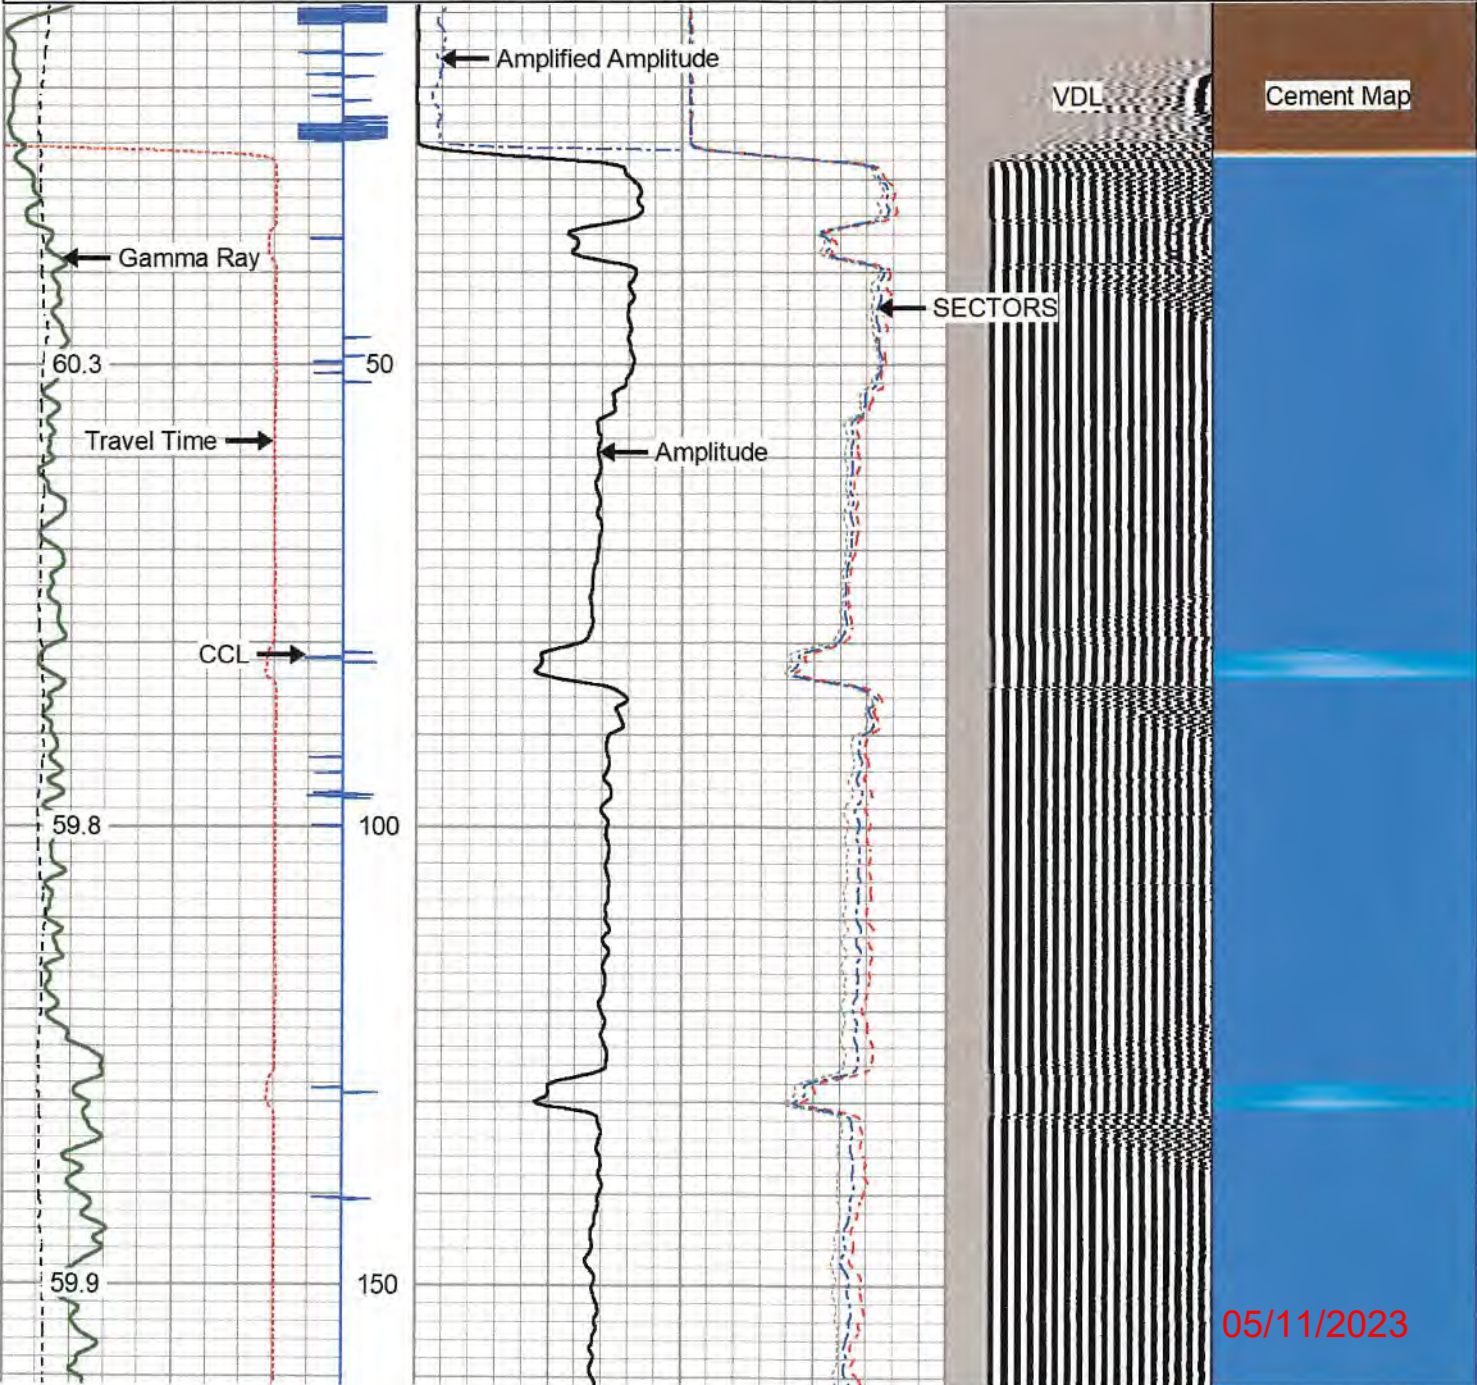 Amplified Amplitude
VDL
Cement Map
Gamma Ray
SECTORS
60.3
50
Travel Time
Amplitude
CCL
59.8
100
59.9
150
05/11/2023